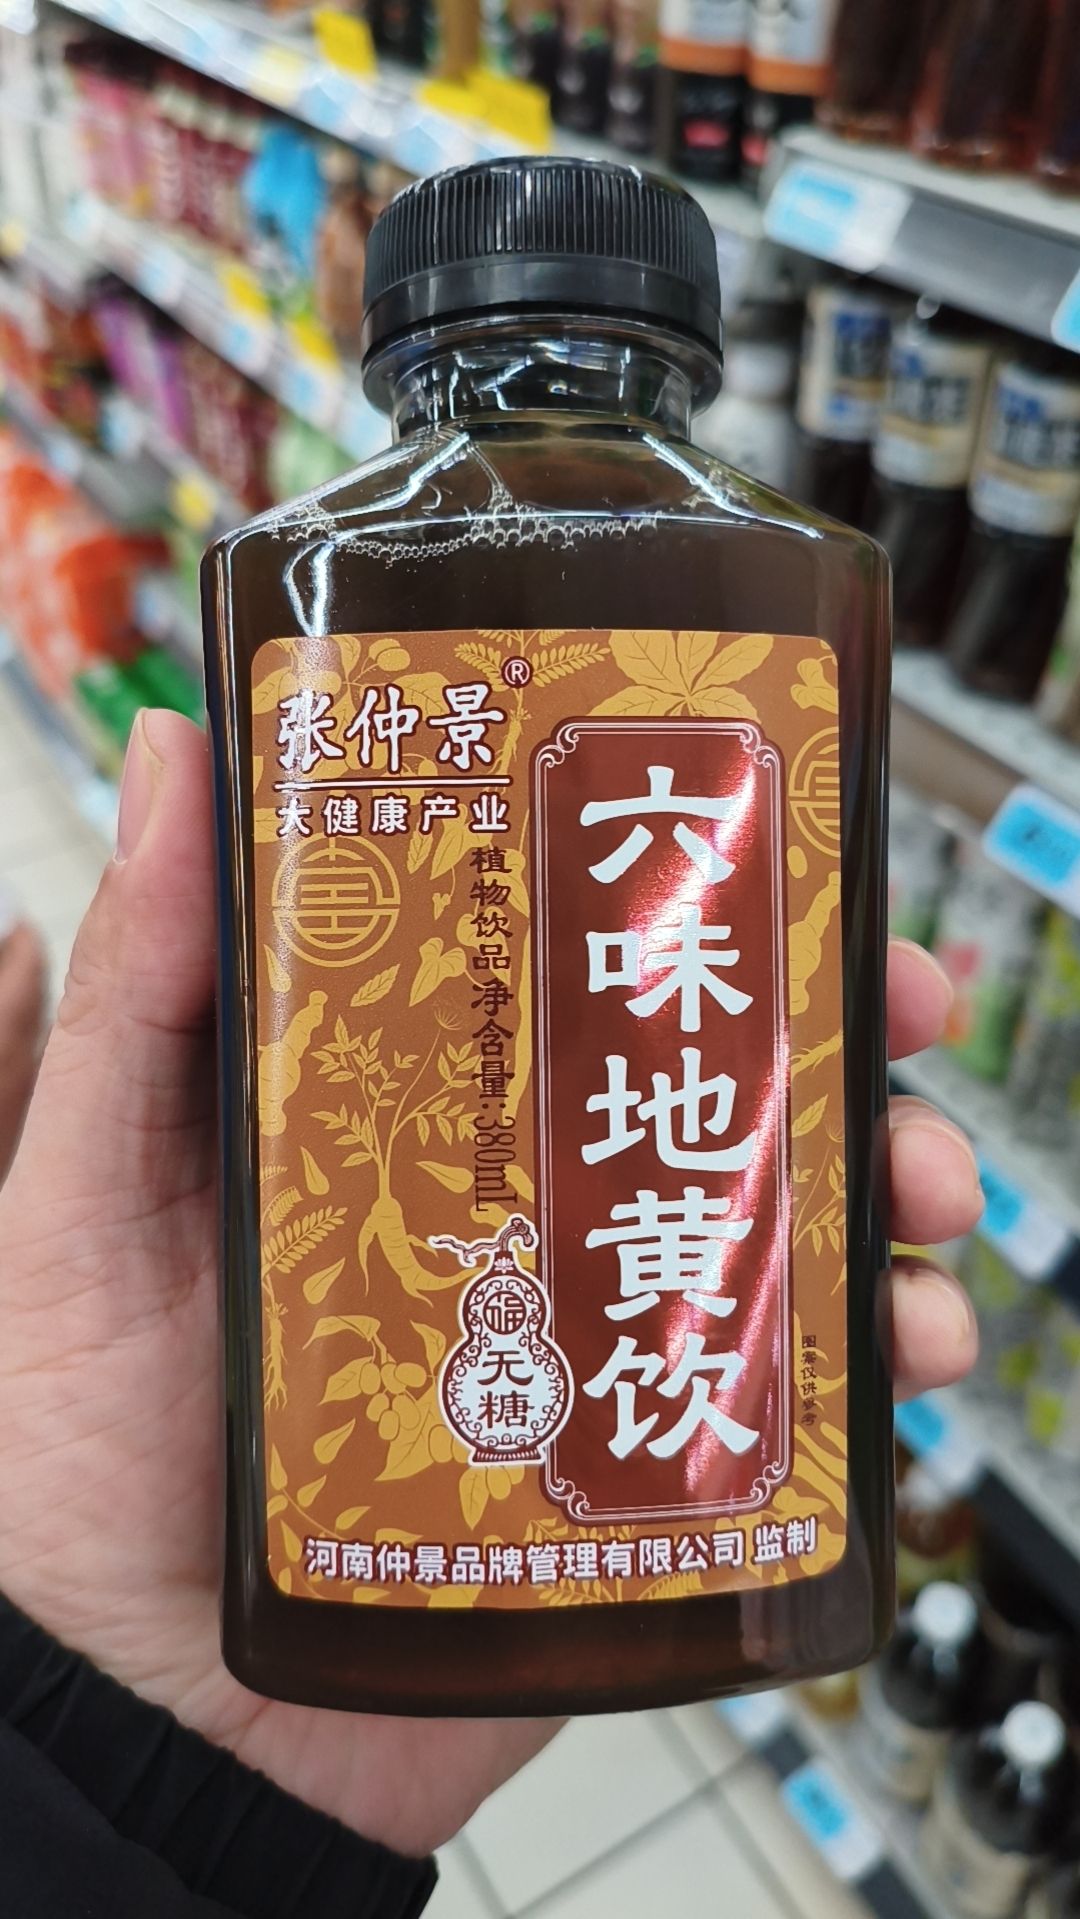 张仲景®
大健康产业
植物饮品净含量:380mL
六味地黄饮
福
无糖
图案仅供参考
河南仲景品牌管理有限公司 监制